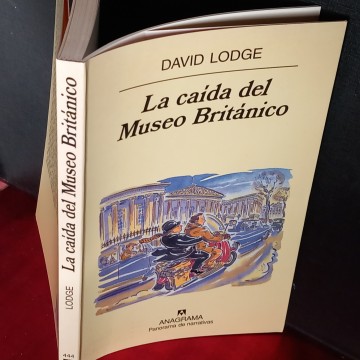 DAVID LODGE
La caída del
Museo Británico
ANAGRAMA
Panorama de narrativas
La caída del Museo Británico
LODGE
444